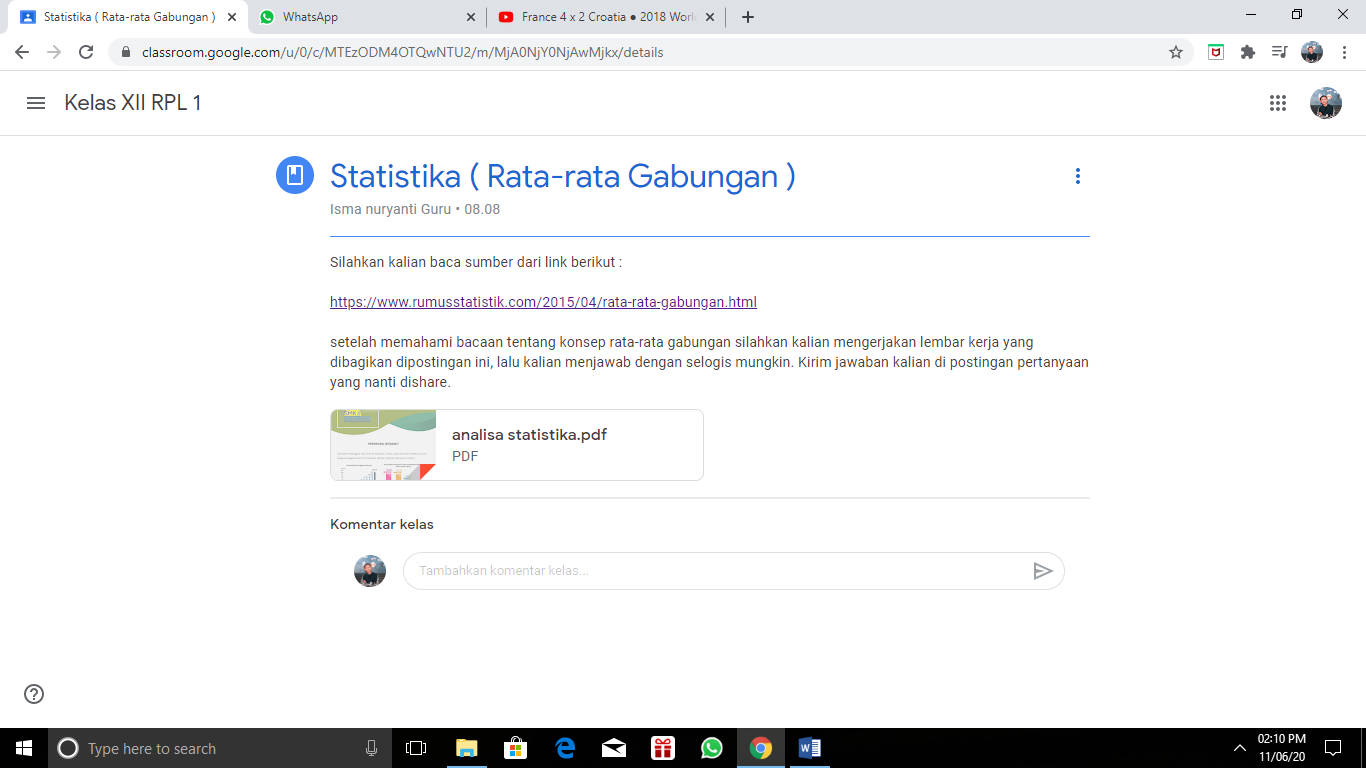 Statistika ( Rata-rata Gabungan )
WhatsApp
France 4 x 2 Croatia ● 2018 Worl
classroom.google.com/u/0/c/MTEzODM4OTQwNTU2/m/MjA0NjY0NjAwMjkx/details
Kelas XII RPL 1
Statistika ( Rata-rata Gabungan )
Isma nuryanti Guru • 08.08
Silahkan kalian baca sumber dari link berikut :
https://www.rumusstatistik.com/2015/04/rata-rata-gabungan.html
setelah memahami bacaan tentang konsep rata-rata gabungan silahkan kalian mengerjakan lembar kerja yang
dibagikan dipostingan ini, lalu kalian menjawab dengan selogis mungkin. Kirim jawaban kalian di postingan pertanyaan
yang nanti dishare.
analisa statistika.pdf
PDF
Komentar kelas
Tambahkan komentar kelas...
Type here to search
02:10 PM
11/06/20